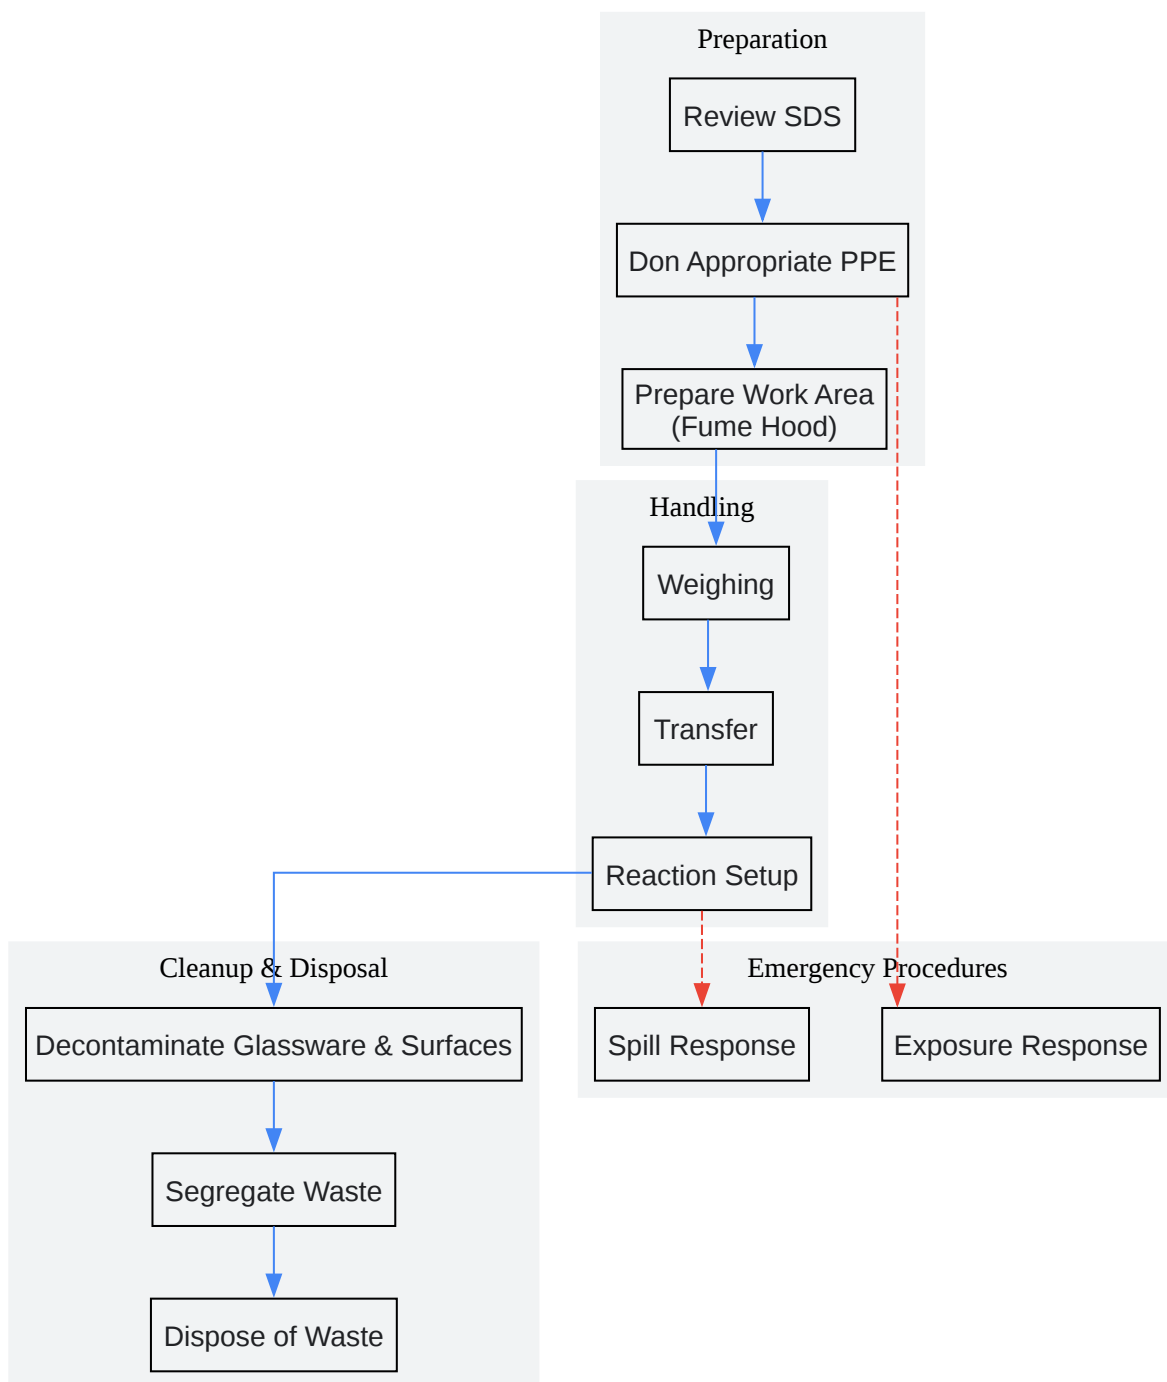 Preparation
Review SDS
Don Appropriate PPE
Prepare Work Area
(Fume Hood)
Handling
Weighing
Transfer
Reaction Setup
Cleanup & Disposal
Decontaminate Glassware & Surfaces
Segregate Waste
Dispose of Waste
Emergency Procedures
Spill Response
Exposure Response